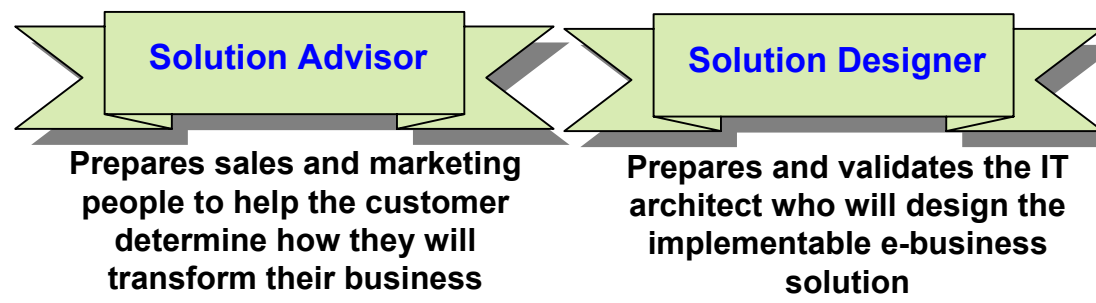 Solution Advisor
Prepares sales and marketing
people to help the customer
determine how they will
transform their business
Solution Designer
Prepares and validates the IT
architect who will design the
implementable e-business
solution